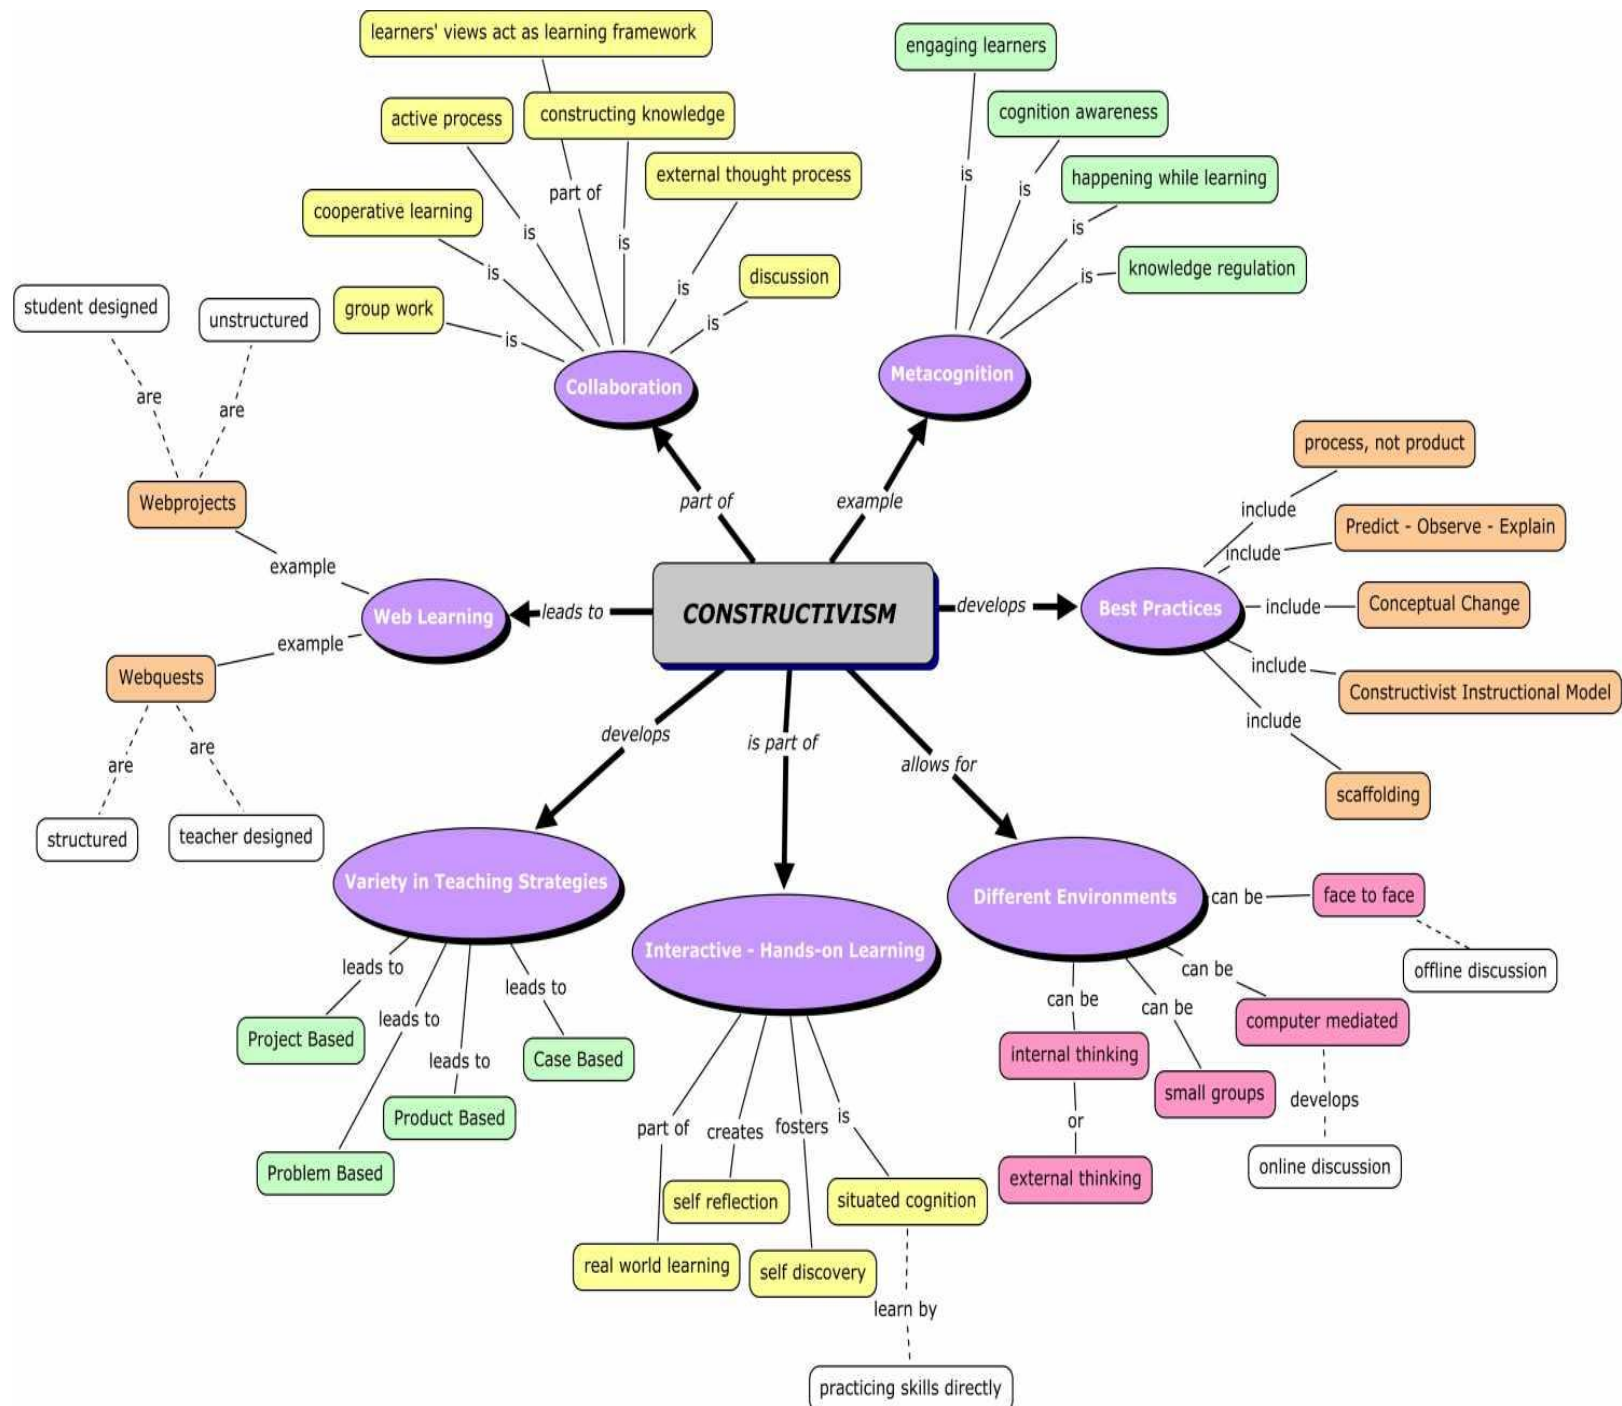 learners' views act as learning framework
engaging learners
active process
constructing knowledge
cognition awareness
external thought process
happening while learning
is
part of
is
cooperative learning
is
is
is
is
discussion
knowledge regulation
is
is
is
student designed
unstructured
group work
is
is
is
Collaboration
Metacognition
are
are
process, not product
Webprojects
part of
example
include
Predict - Observe - Explain
include
example
Web Learning
leads to
CONSTRUCTIVISM
develops
Best Practices
include
Conceptual Change
example
include
Webquests
Constructivist Instructional Model
include
are
are
develops
is part of
allows for
scaffolding
structured
teacher designed
Variety in Teaching Strategies
Different Environments
can be
face to face
Interactive - Hands-on Learning
offline discussion
leads to
can be
leads to
can be
can be
leads to
computer mediated
Project Based
leads to
Case Based
internal thinking
small groups
develops
Product Based
part of
creates
fosters
is
or
Problem Based
online discussion
external thinking
self reflection
situated cognition
real world learning
self discovery
learn by
practicing skills directly